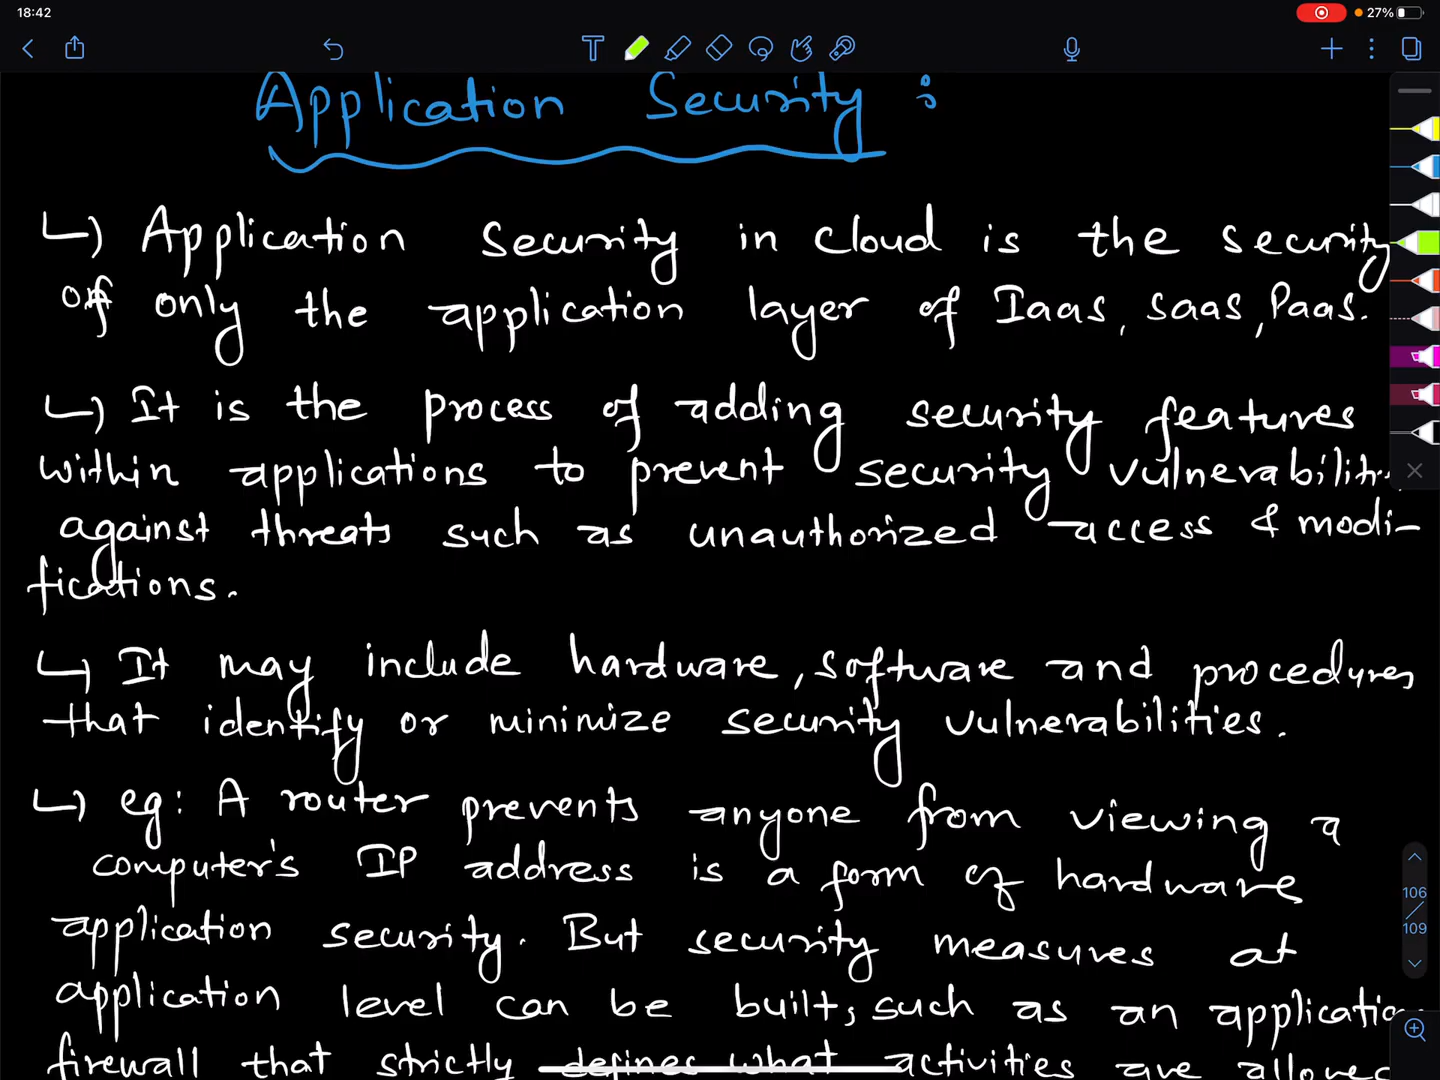 18:42
27%
Application Security :
↳ Application security in cloud is the security
of only the application layer of Iaas, Saas, Paas.
↳ It is the process of adding security features
within applications to prevent security vulnerabiliti
against threats such as unauthorized access & modi-
fications.
↳ It may include hardware, software and procedures
that identify or minimize security vulnerabilities.
↳ eg: A router prevents anyone from viewing a
computer's IP address is a form of hardware
application security. But security measures at
application level can be built, such as an applicatio
firewall that strictly defines what activities are allowed
106
109